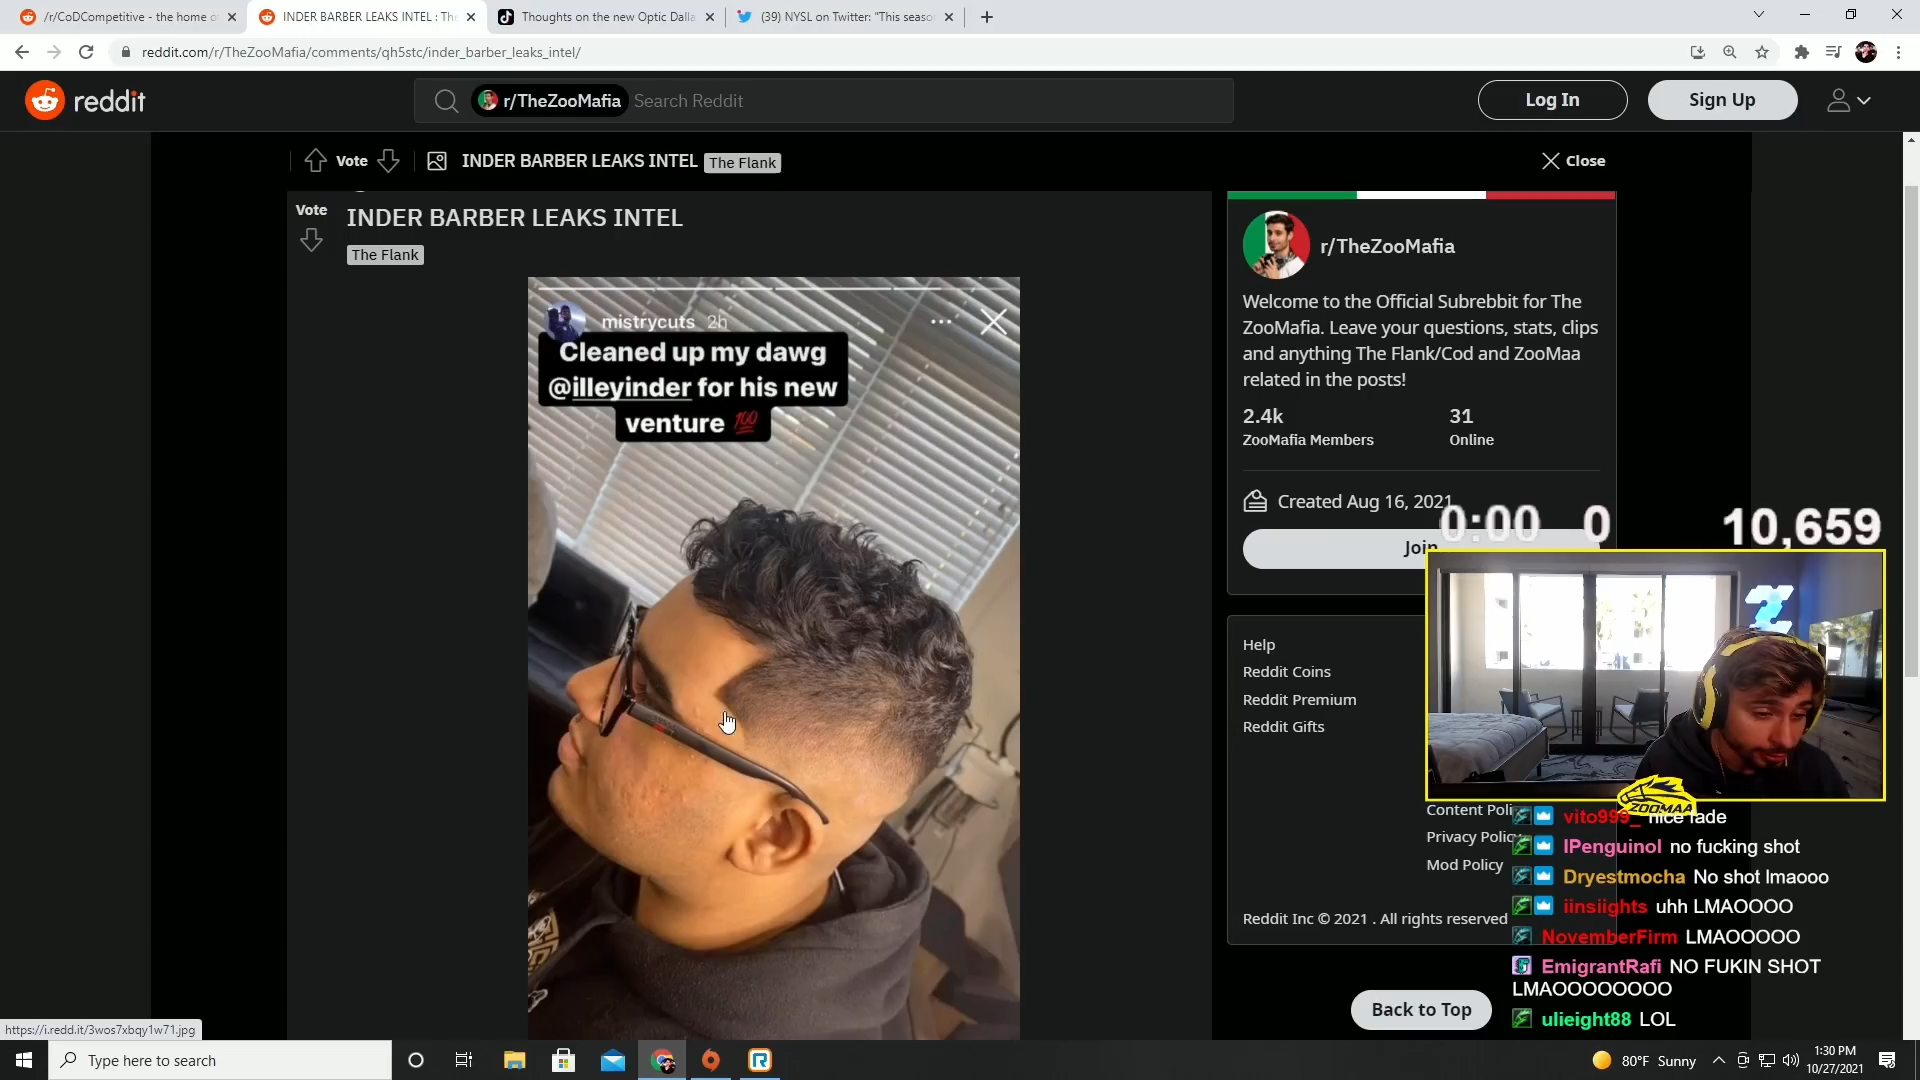 /r/CoDCompetitive - the home o
INDER BARBER LEAKS INTEL : The
Thoughts on the new Optic Dalla
(39) NYSL on Twitter: "This seaso
reddit.com/r/TheZooMafia/comments/qh5stc/inder_barber_leaks_intel/
reddit
r/TheZooMafia Search Reddit
Log In
Sign Up
Vote
INDER BARBER LEAKS INTEL The Flank
Close
Vote
INDER BARBER LEAKS INTEL
The Flank
mistrycuts 2h
Cleaned up my dawg
@illeyinder for his new
venture 💯
r/TheZooMafia
Welcome to the Official Subrebbit for The
ZooMafia. Leave your questions, stats, clips
and anything The Flank/Cod and ZooMaa
related in the posts!
2.4k 31
ZooMafia Members Online
Created Aug 16, 2021
Join
0:00 0 10,659
Help
Reddit Coins
Reddit Premium
Reddit Gifts
ZOOMAA
Content Poli
Privacy Policy
Mod Policy
Reddit Inc © 2021 . All rights reserved
Back to Top
vito999_ nice fade
IPenguinol no fucking shot
Dryestmocha No shot lmaooo
iinsiights uhh LMAOOOO
NovemberFirm LMAOOOOO
EmigrantRafi NO FUKIN SHOT
LMAOOOOOOOO
ulieight88 LOL
https://i.redd.it/3wos7xbqy1w71.jpg
Type here to search
80°F Sunny
1:30 PM
10/27/2021